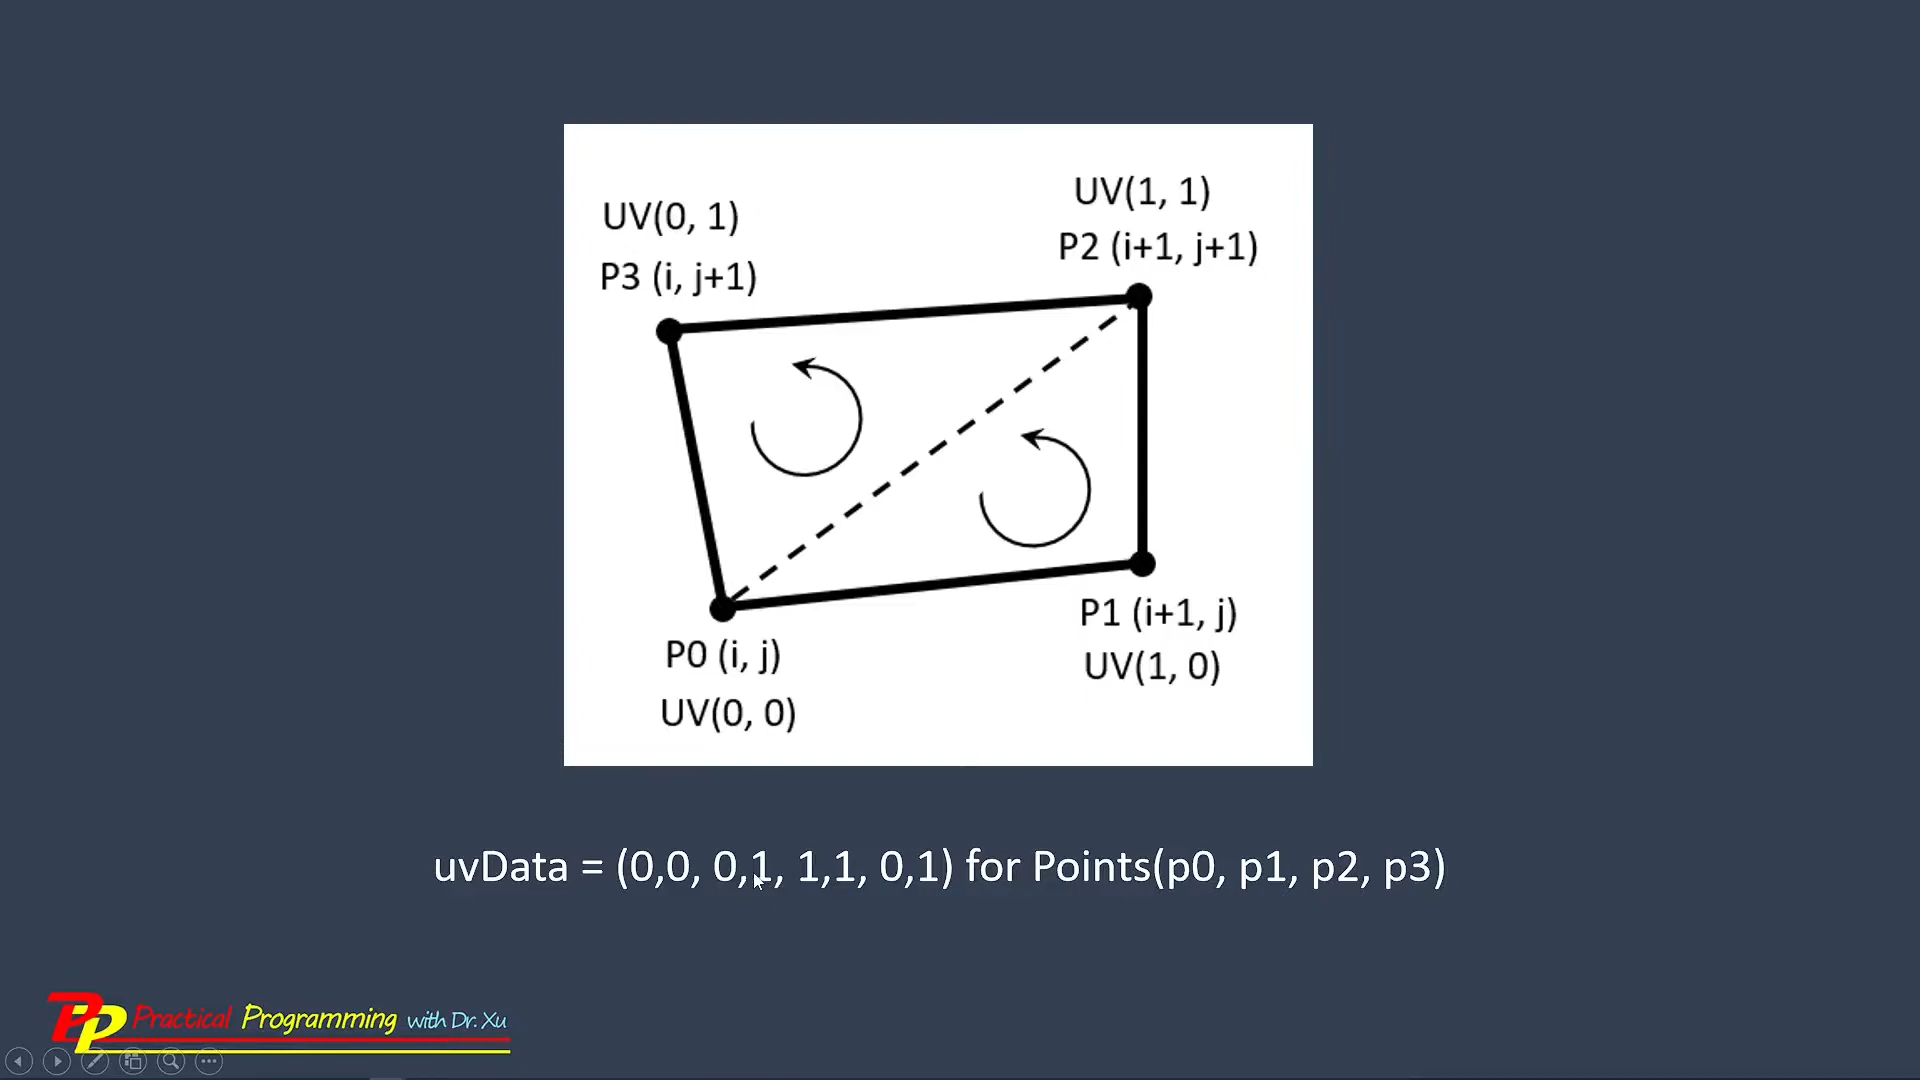 UV(0, 1)
P3 (i, j+1)
UV(1, 1)
P2 (i+1, j+1)
P0 (i, j)
UV(0, 0)
P1 (i+1, j)
UV(1, 0)
uvData = (0,0, 0,1, 1,1, 0,1) for Points(p0, p1, p2, p3)
PP Practical Programming with Dr. Xu